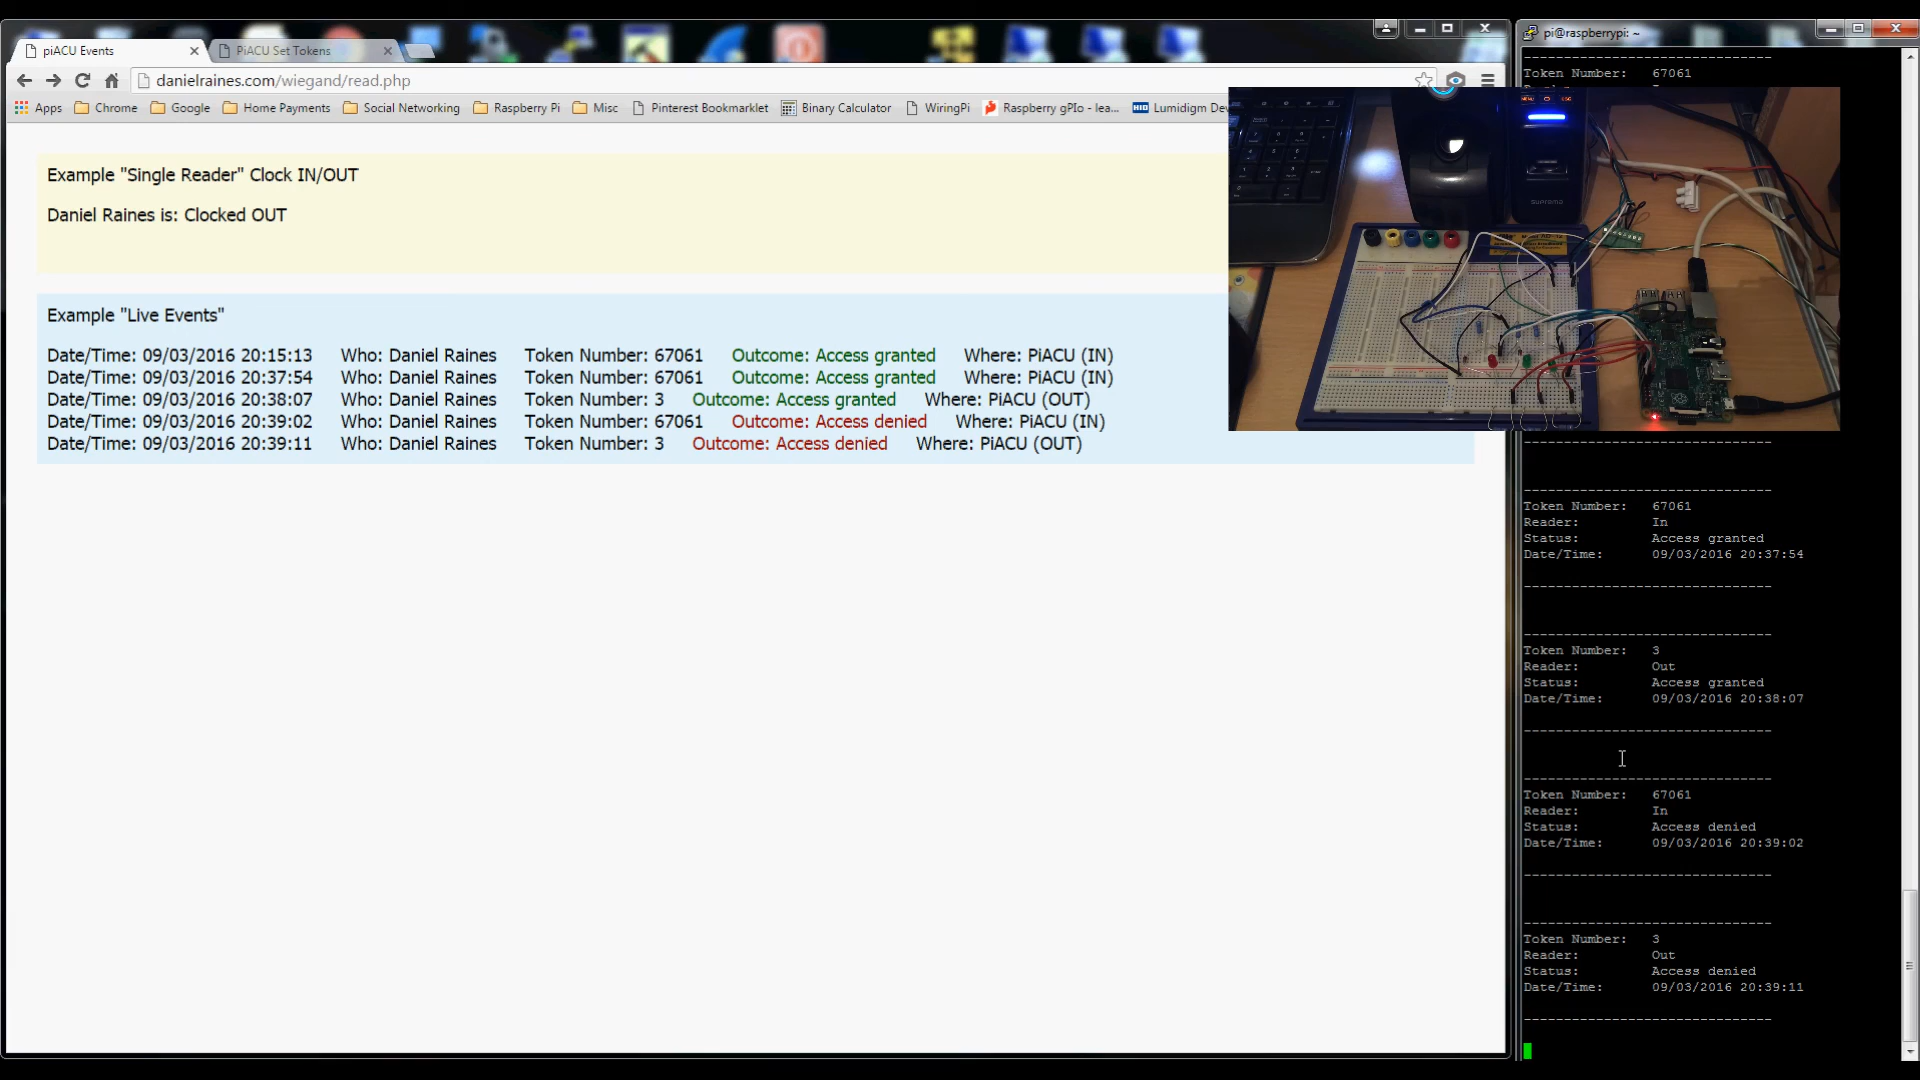 piACU Events
PiACU Set Tokens
danielraines.com/wiegand/read.php
Apps Chrome Google Home Payments Social Networking Raspberry Pi Misc Pinterest Bookmarklet Binary Calculator WiringPi Raspberry gPIo - lea... Lumidigm Dev
Example "Single Reader" Clock IN/OUT
Daniel Raines is: Clocked OUT
Example "Live Events"
Date/Time: 09/03/2016 20:15:13 Who: Daniel Raines Token Number: 67061 Outcome: Access granted Where: PiACU (IN)
Date/Time: 09/03/2016 20:37:54 Who: Daniel Raines Token Number: 67061 Outcome: Access granted Where: PiACU (IN)
Date/Time: 09/03/2016 20:38:07 Who: Daniel Raines Token Number: 3 Outcome: Access granted Where: PiACU (OUT)
Date/Time: 09/03/2016 20:39:02 Who: Daniel Raines Token Number: 67061 Outcome: Access denied Where: PiACU (IN)
Date/Time: 09/03/2016 20:39:11 Who: Daniel Raines Token Number: 3 Outcome: Access denied Where: PiACU (OUT)
pi@raspberrypi: ~
-------------------------------
Token Number: 67061
SUPREMA
-------------------------------
-------------------------------
Token Number: 67061
Reader: In
Status: Access granted
Date/Time: 09/03/2016 20:37:54
-------------------------------
-------------------------------
Token Number: 3
Reader: Out
Status: Access granted
Date/Time: 09/03/2016 20:38:07
-------------------------------
-------------------------------
Token Number: 67061
Reader: In
Status: Access denied
Date/Time: 09/03/2016 20:39:02
-------------------------------
-------------------------------
Token Number: 3
Reader: Out
Status: Access denied
Date/Time: 09/03/2016 20:39:11
-------------------------------